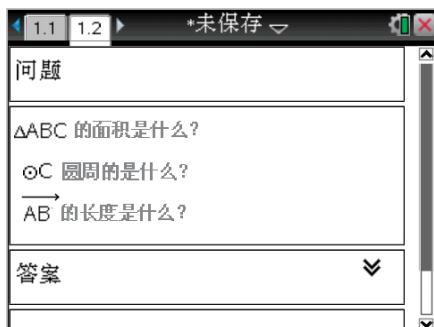 1.1 1.2 *未保存
问题
△ABC 的面积是什么？
⊙C 圆周的是什么？
AB 的长度是什么？
答案